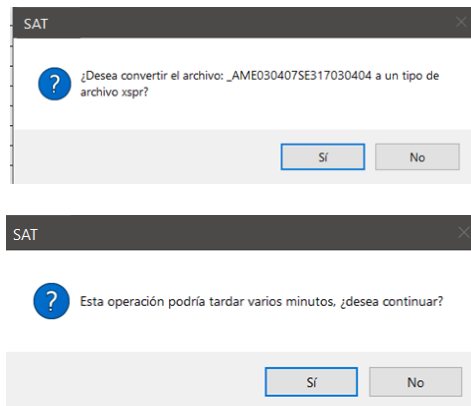 SAT
¿Desea convertir el archivo: _AME030407SE317030404 a un tipo de
archivo xspr?
Sí
No
SAT
Esta operación podría tardar varios minutos, ¿desea continuar?
Sí
No